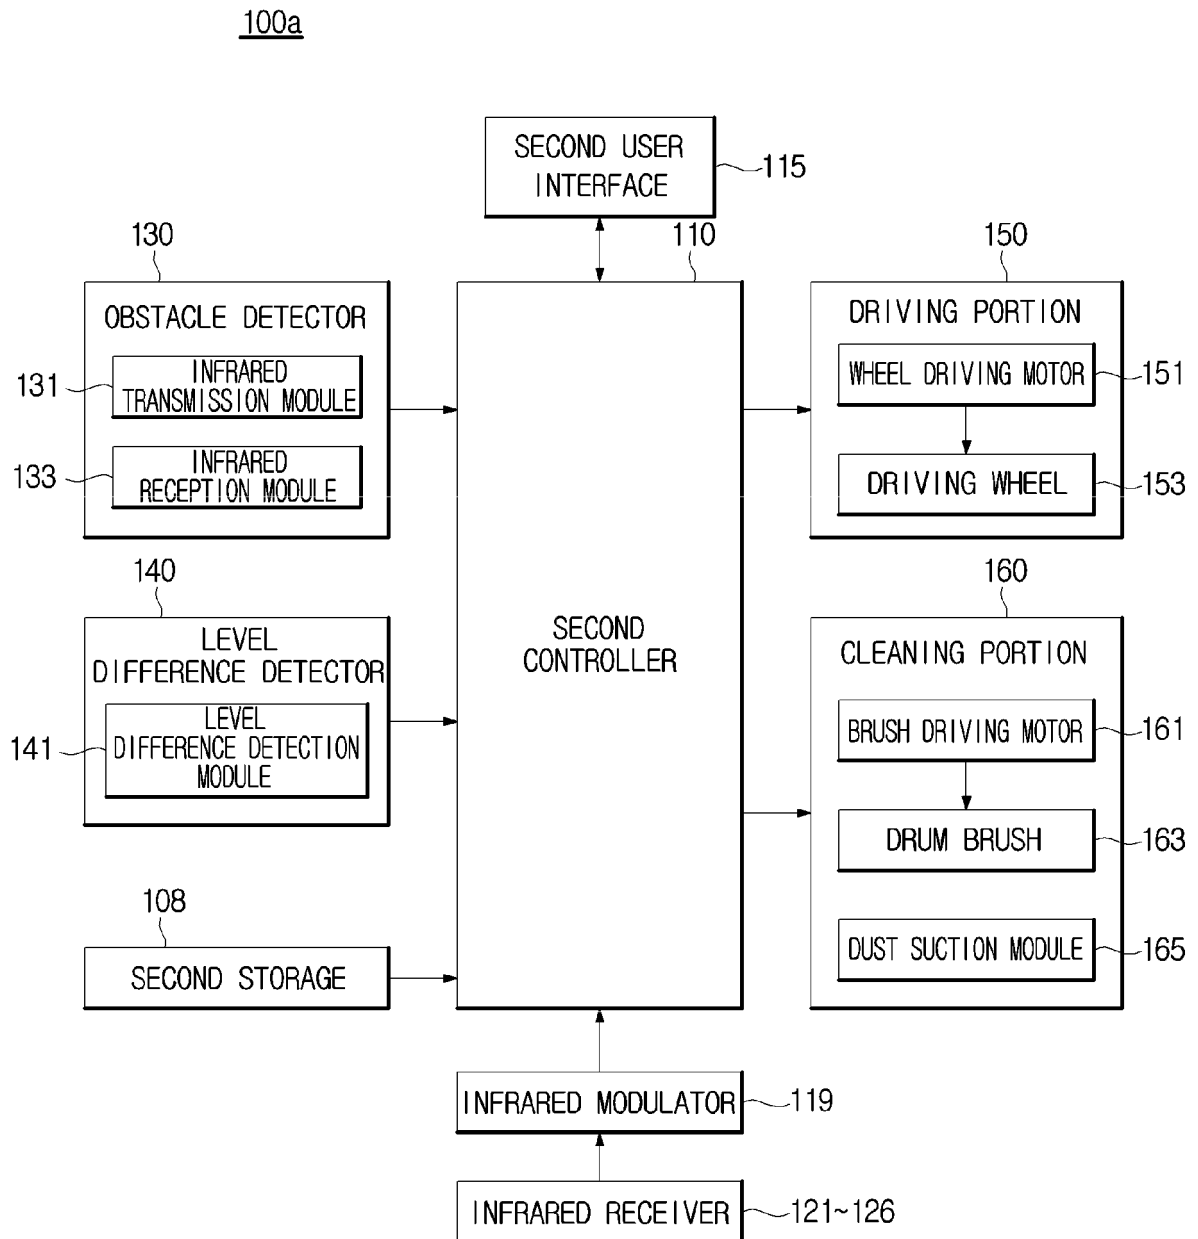 100a
SECOND USER
INTERFACE
115
130
110
150
OBSTACLE DETECTOR
131
INFRARED
TRANSMISSION MODULE
133
INFRARED
RECEPTION MODULE
DRIVING PORTION
WHEEL DRIVING MOTOR
151
DRIVING WHEEL
153
140
160
LEVEL
DIFFERENCE DETECTOR
141
LEVEL
DIFFERENCE DETECTION
MODULE
SECOND
CONTROLLER
CLEANING PORTION
BRUSH DRIVING MOTOR
161
DRUM BRUSH
163
108
SECOND STORAGE
DUST SUCTION MODULE
165
INFRARED MODULATOR
119
INFRARED RECEIVER
121~126